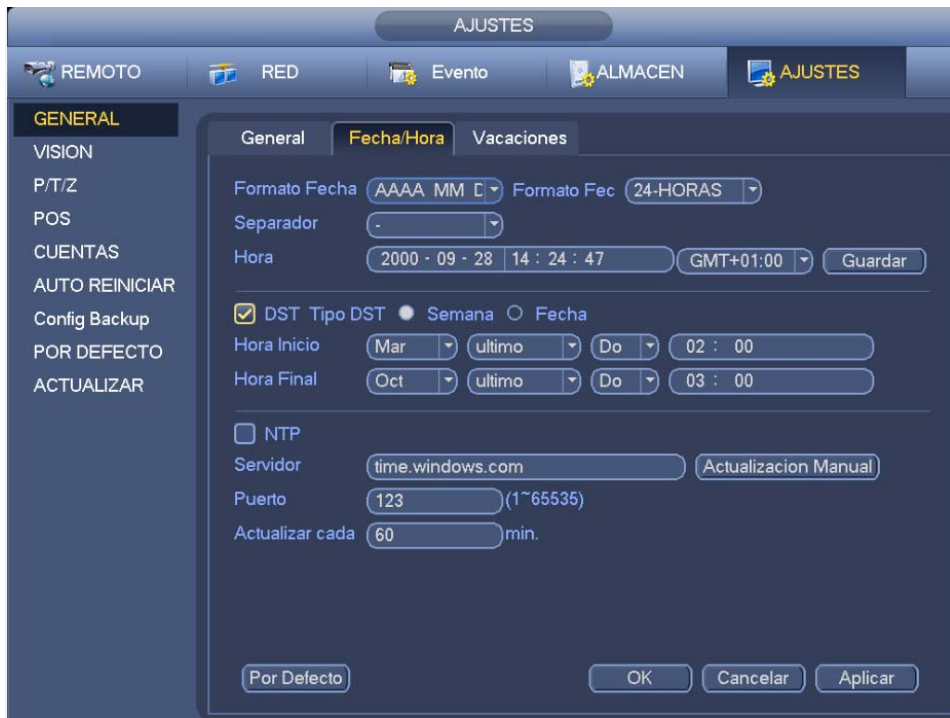 AJUSTES
REMOTO RED Evento ALMACEN AJUSTES
GENERAL
VISION
P/T/Z
POS
CUENTAS
AUTO REINICIAR
Config Backup
POR DEFECTO
ACTUALIZAR
General Fecha/Hora Vacaciones
Formato Fecha AAAA MM D Formato Fec 24-HORAS
Separador -
Hora 2000 - 09 - 28 14 : 24 : 47 GMT+01:00 Guardar
DST Tipo DST Semana Fecha
Hora Inicio Mar ultimo Do 02 : 00
Hora Final Oct ultimo Do 03 : 00
NTP
Servidor time.windows.com Actualizacion Manual
Puerto 123 (1~65535)
Actualizar cada 60 min.
Por Defecto OK Cancelar Aplicar